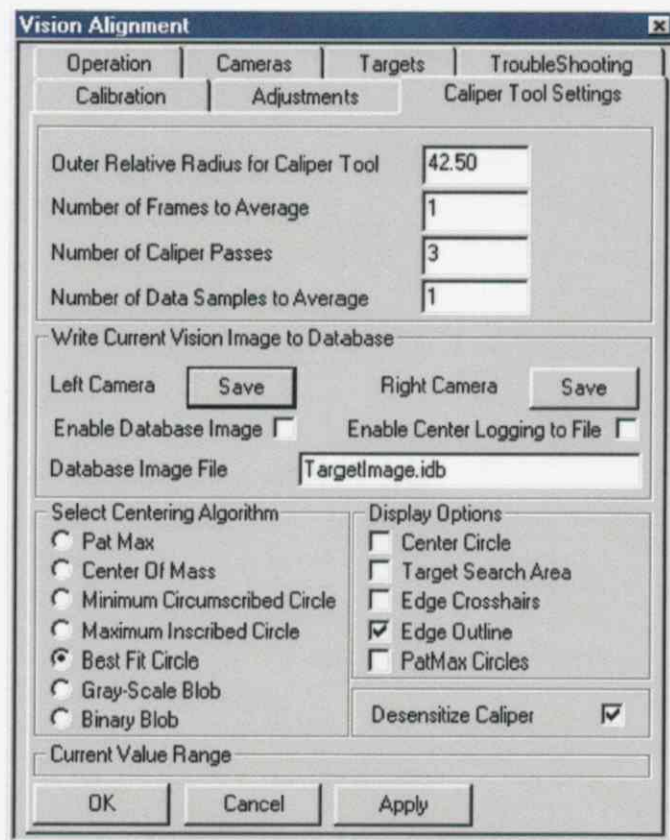 Vision Alignment
Operation Cameras Targets TroubleShooting
Calibration Adjustments Caliper Tool Settings
Outer Relative Radius for Caliper Tool 42.50
Number of Frames to Average 1
Number of Caliper Passes 3
Number of Data Samples to Average 1
Write Current Vision Image to Database
Left Camera Save Right Camera Save
Enable Database Image Enable Center Logging to File
Database Image File TargetImage.idb
Select Centering Algorithm
Pat Max
Center Of Mass
Minimum Circumscribed Circle
Maximum Inscribed Circle
Best Fit Circle
Gray-Scale Blob
Binary Blob
Display Options
Center Circle
Target Search Area
Edge Crosshairs
Edge Outline
PatMax Circles
Desensitize Caliper
Current Value Range
OK Cancel Apply